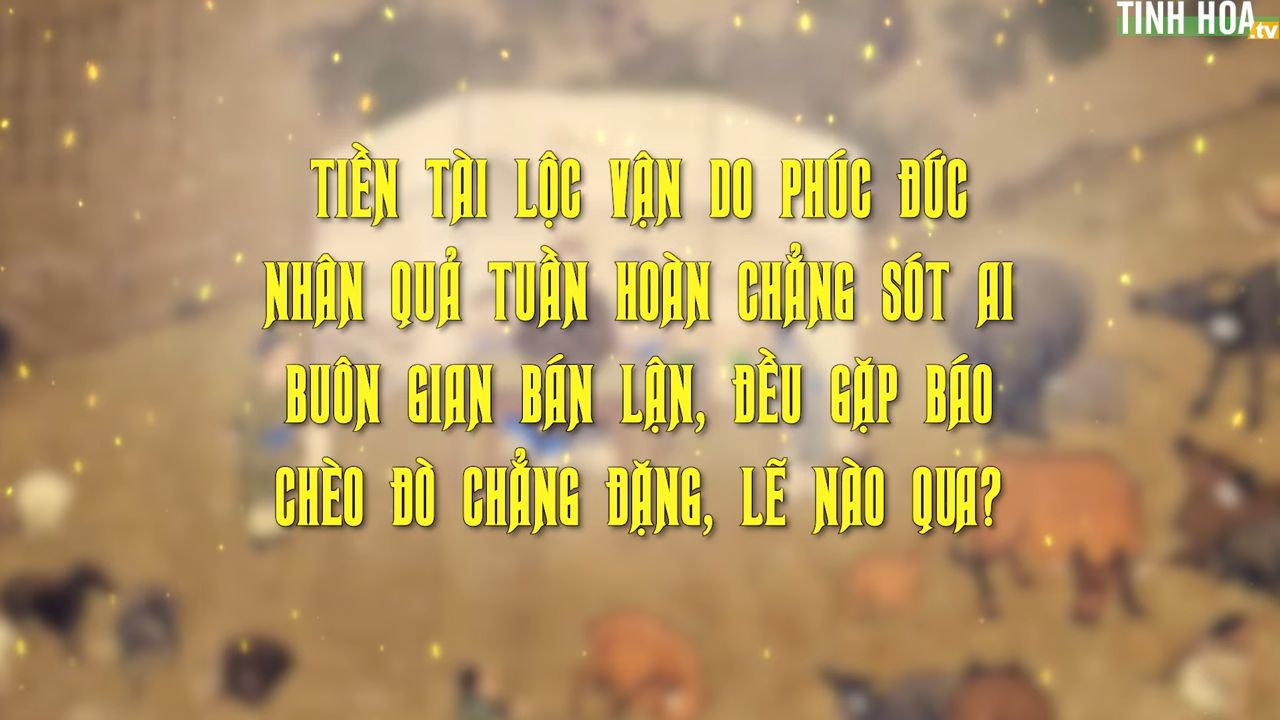 TINH HOA
.tv
TIỀN TÀI LỘC VẬN DO PHÚC ĐỨC
NHÂN QUẢ TUẦN HOÀN CHẲNG SÓT AI
BUÔN GIAN BÁN LẬN, ĐỀU GẶP BÁO
CHÈO ĐÒ CHẲNG ĐẶNG, LẼ NÀO QUA?